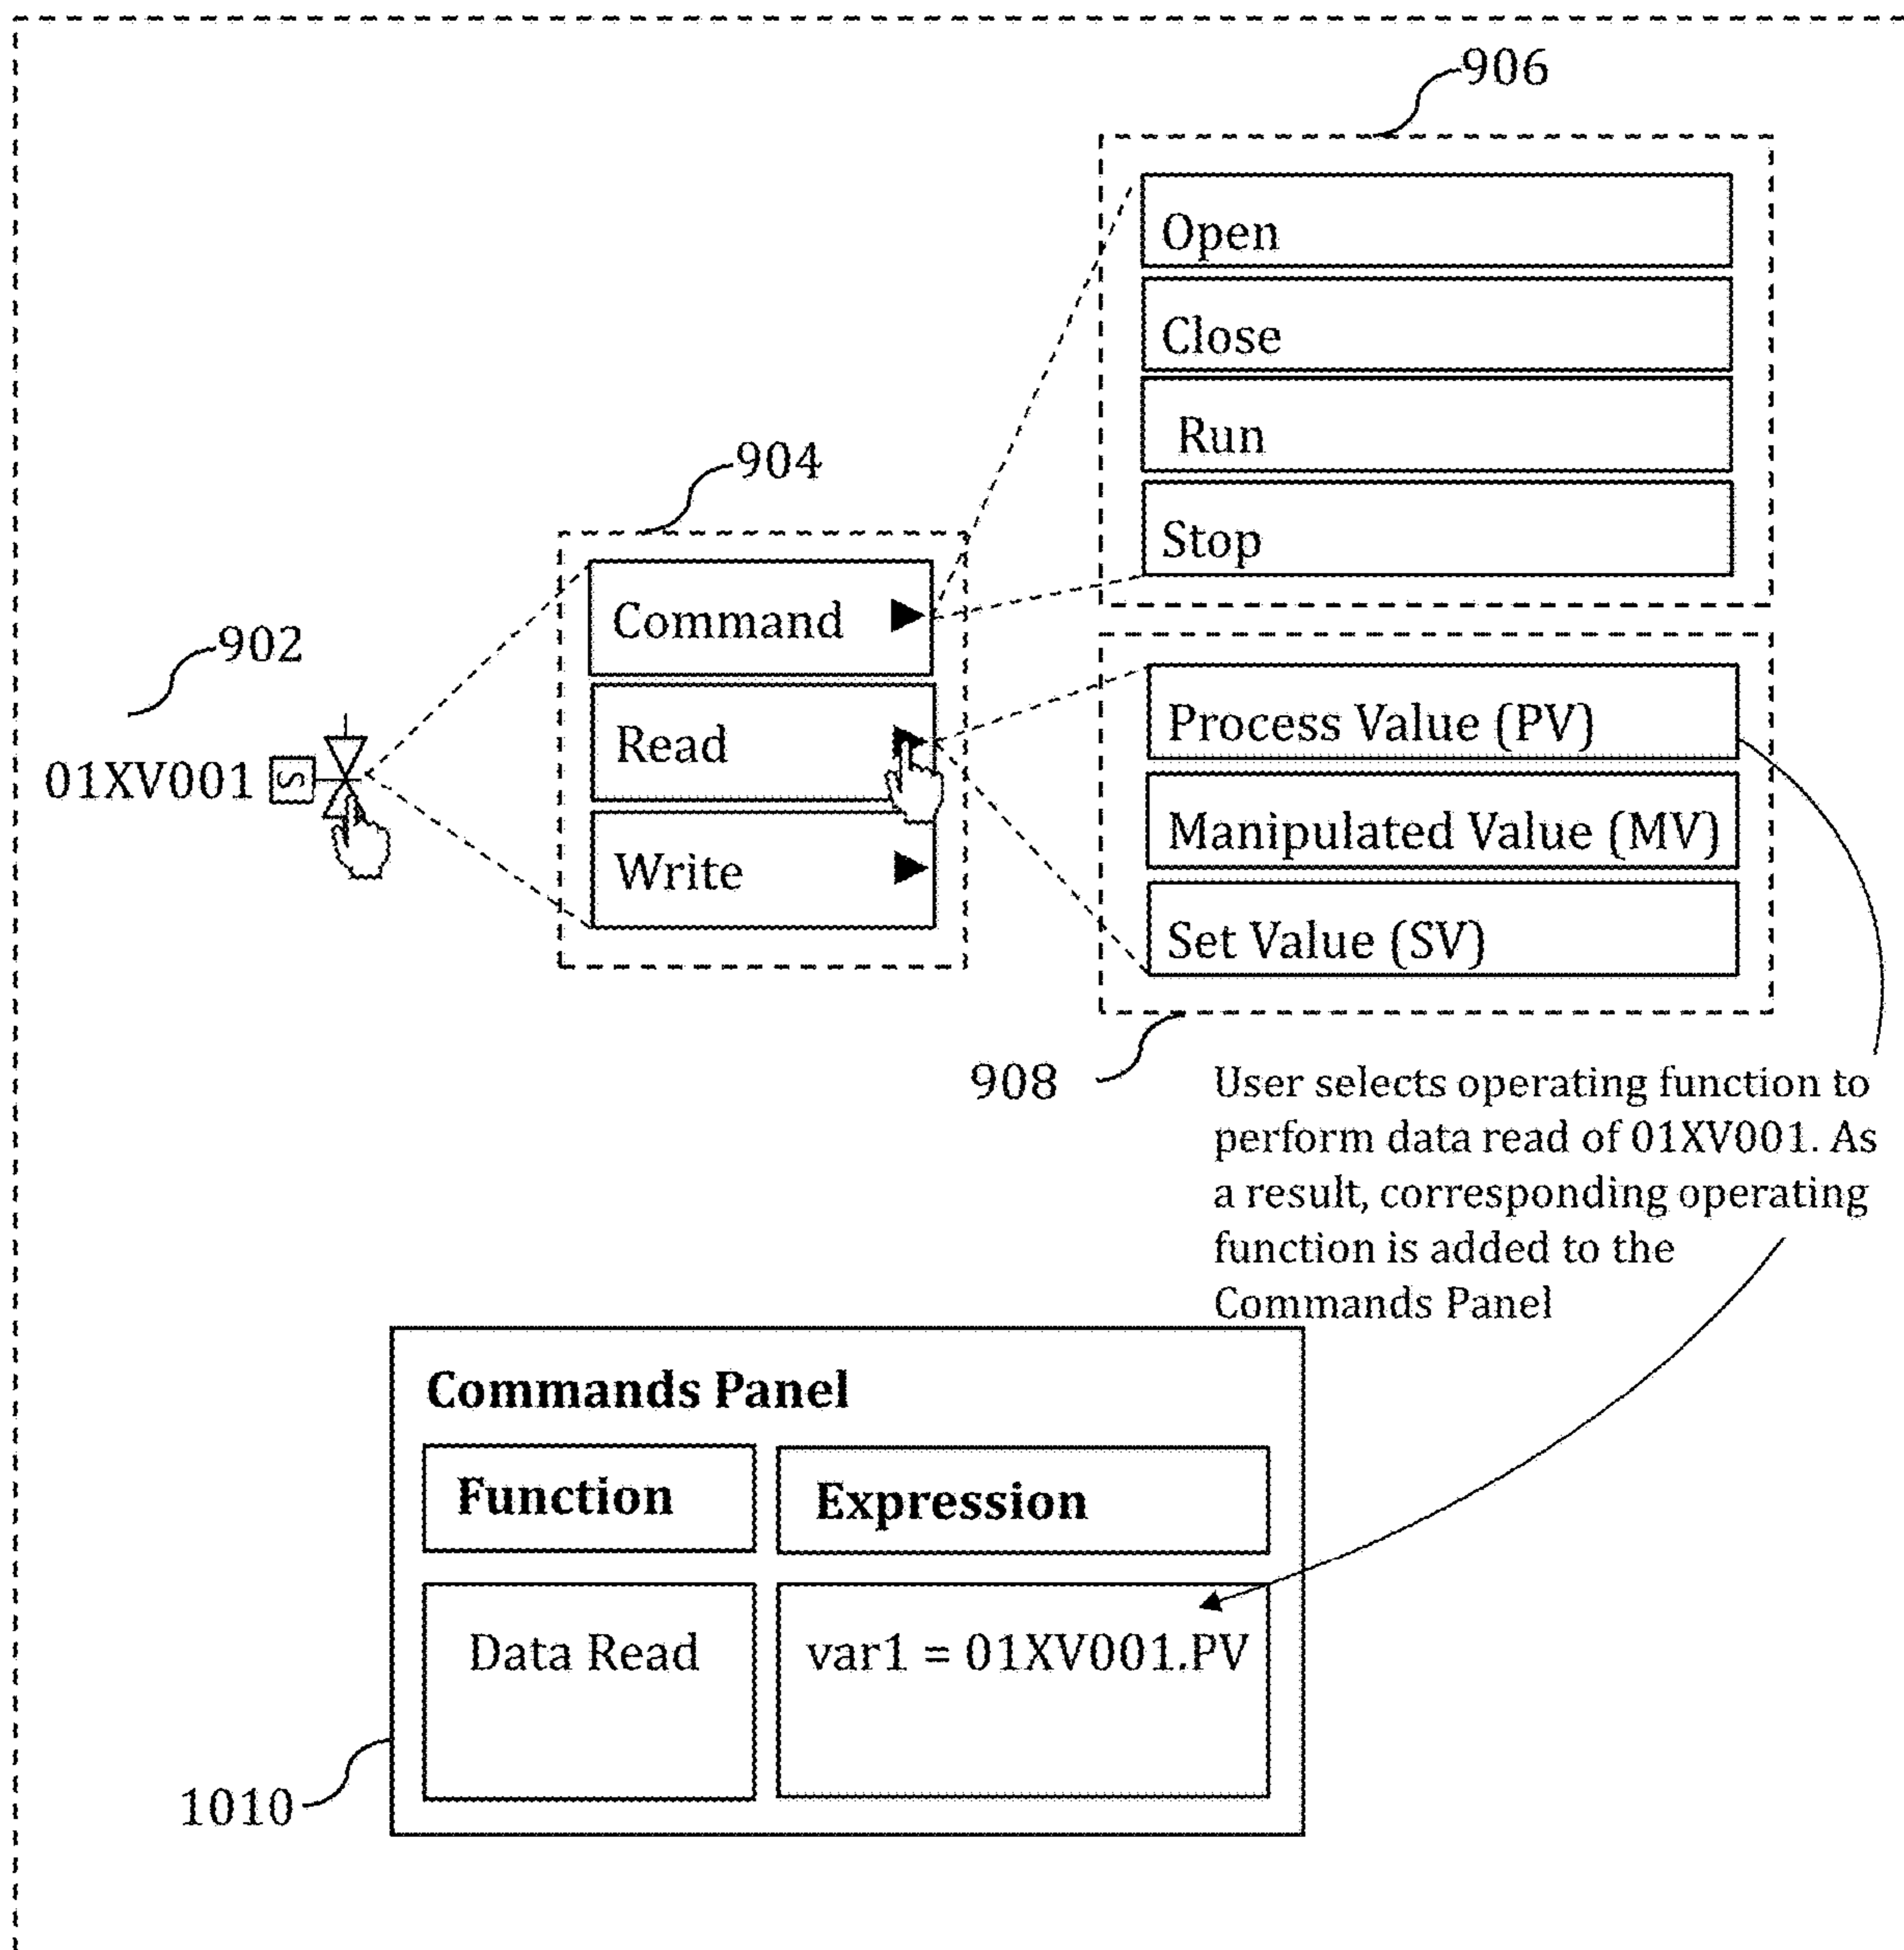 906
Open
Close
Run
Stop
904
Command
Read
Write
902
01XV001 S
Process Value (PV)
Manipulated Value (MV)
Set Value (SV)
908
User selects operating function to
perform data read of 01XV001. As
a result, corresponding operating
function is added to the
Commands Panel
Commands Panel
Function Expression
Data Read var1 = 01XV001.PV
1010